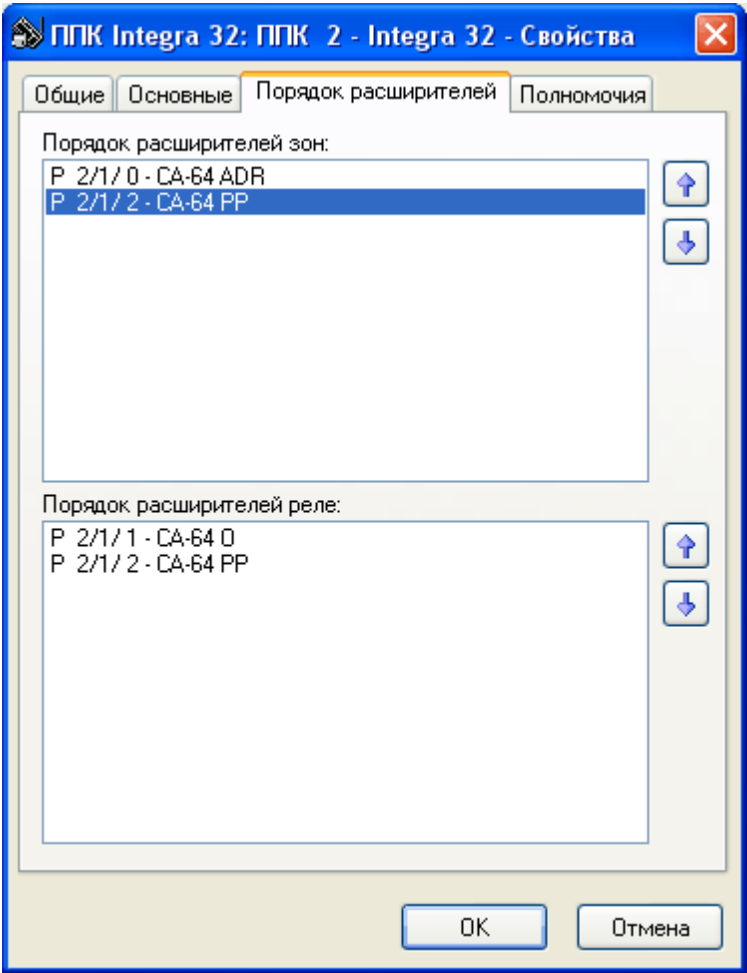 ППК Integra 32: ППК 2 - Integra 32 - Свойства
Общие Основные Порядок расширителей Полномочия
Порядок расширителей зон:
Р 2/1/ 0 - CA-64 ADR
Р 2/1/ 2 - CA-64 PP
Порядок расширителей реле:
Р 2/1/ 1 - CA-64 O
Р 2/1/ 2 - CA-64 PP
OK Отмена